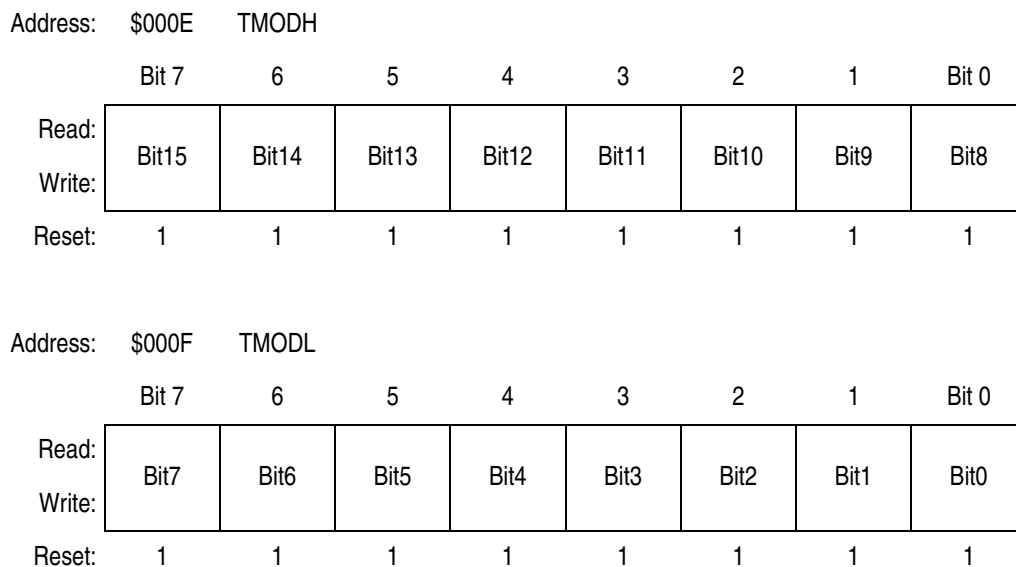 Address: $000E TMODH
Bit 7 6 5 4 3 2 1 Bit 0
Read:
Bit15 Bit14 Bit13 Bit12 Bit11 Bit10 Bit9 Bit8
Write:
Reset: 1 1 1 1 1 1 1 1
Address: $000F TMODL
Bit 7 6 5 4 3 2 1 Bit 0
Read:
Bit7 Bit6 Bit5 Bit4 Bit3 Bit2 Bit1 Bit0
Write:
Reset: 1 1 1 1 1 1 1 1